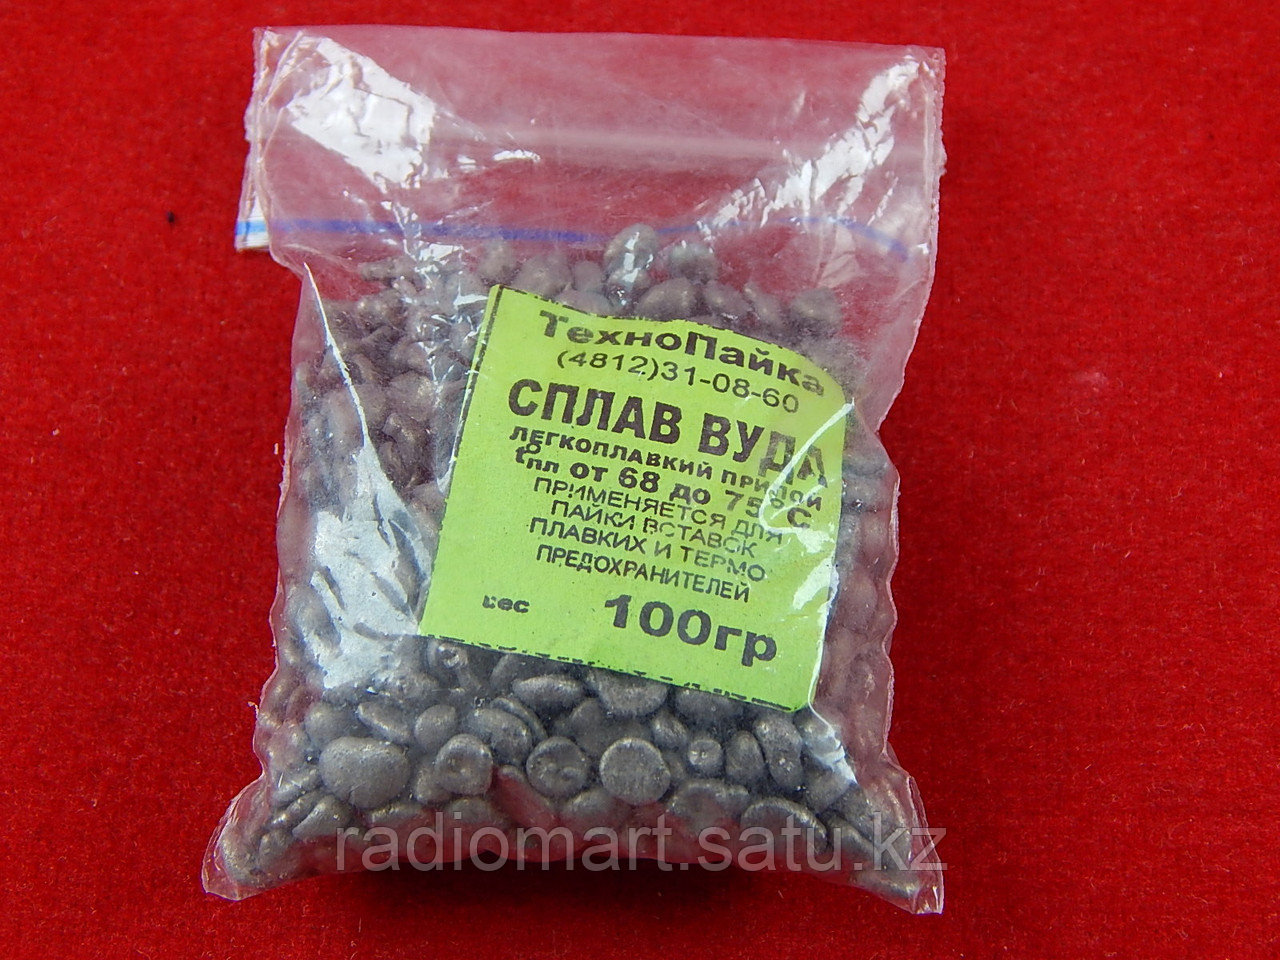 ТехноПайка
(4812)31-08-60
СПЛАВ ВУДА
ЛЕГКОПЛАВКИЙ ПРИПОЙ
t°пл от 68 до 75°С
ПРИМЕНЯЕТСЯ ДЛЯ
ПАЙКИ ВСТАВОК
ПЛАВКИХ И ТЕРМО
ПРЕДОХРАНИТЕЛЕЙ
вес 100гр
radiomart.satu.kz